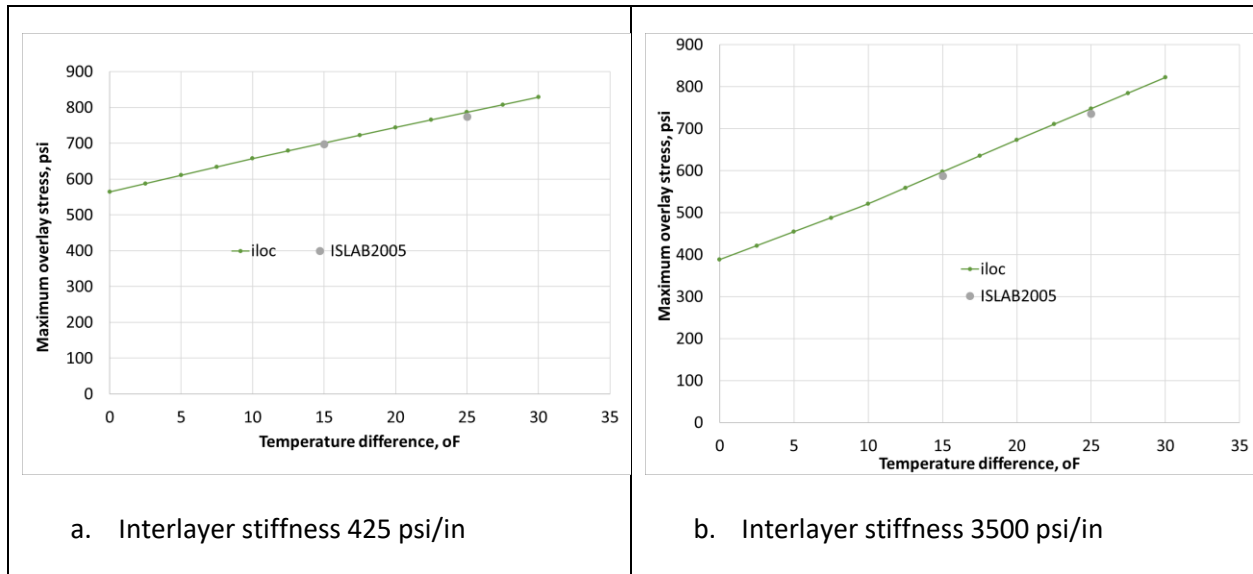 900
800
700
600
500
400
300
200
100
0
0 5 10 15 20 25 30 35
Maximum overlay stress, psi
Temperature difference, oF
iloc ISLAB2005
a. Interlayer stiffness 425 psi/in
900
800
700
600
500
400
300
200
100
0
0 5 10 15 20 25 30 35
Maximum overlay stress, psi
Temperature difference, oF
iloc
ISLAB2005
b. Interlayer stiffness 3500 psi/in